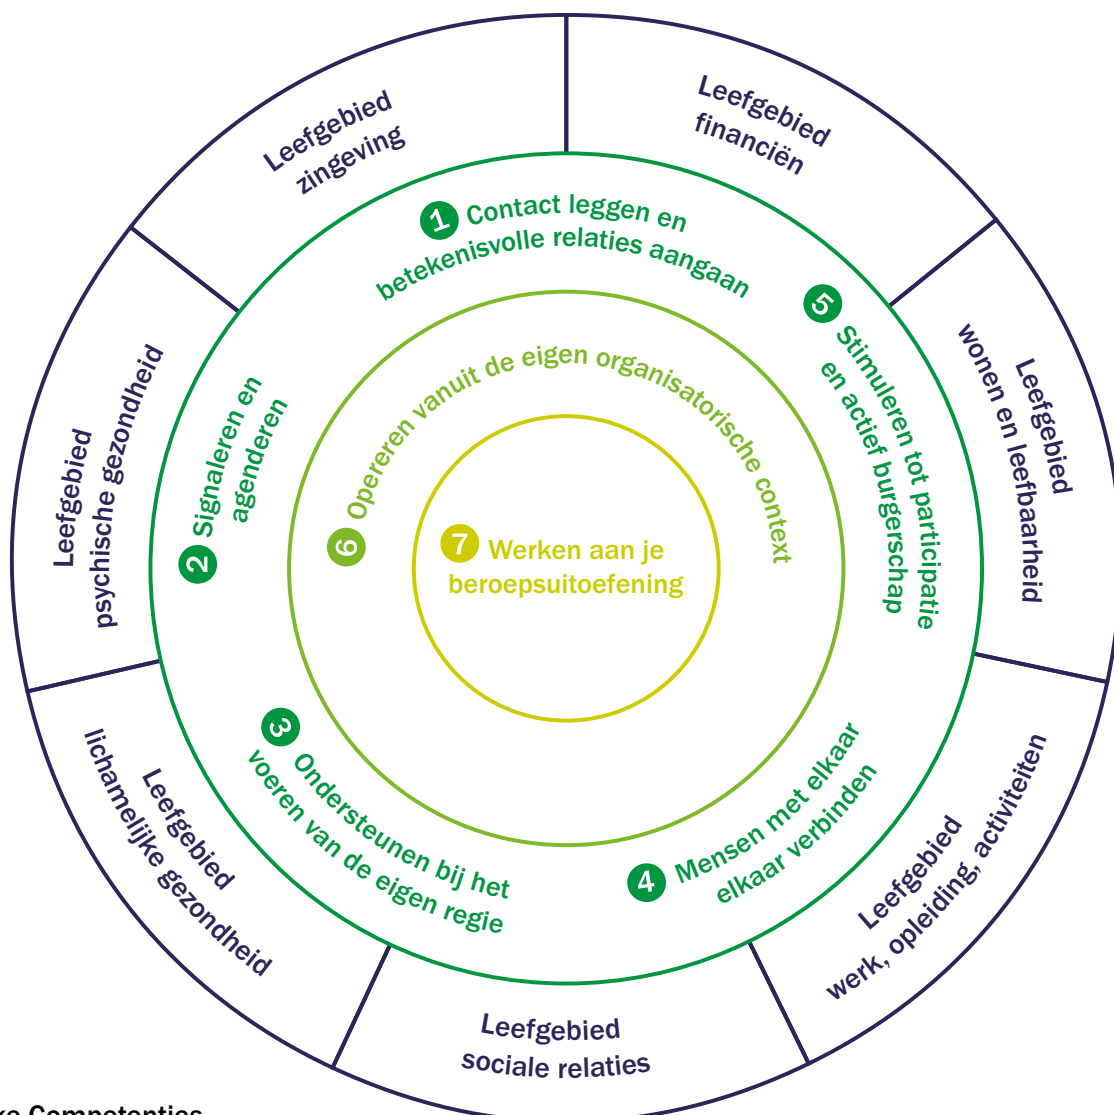 Leefgebied
zingeving
Leefgebied
financiën
Leefgebied
wonen en leefbaarheid
Leefgebied
werk, opleiding, activiteiten
Leefgebied
sociale relaties
Leefgebied
lichamelijke gezondheid
Leefgebied
psychische gezondheid
1 Contact leggen en
betekenisvolle relaties aangaan
2 Signaleren en
agenderen
3 Ondersteunen bij het
voeren van de eigen regie
4 Mensen met elkaar
elkaar verbinden
5 Stimuleren tot participatie
en actief burgerschap
6 Opereren vanuit de eigen organisatorische context
7 Werken aan je
beroepsuitoefening
Competenties